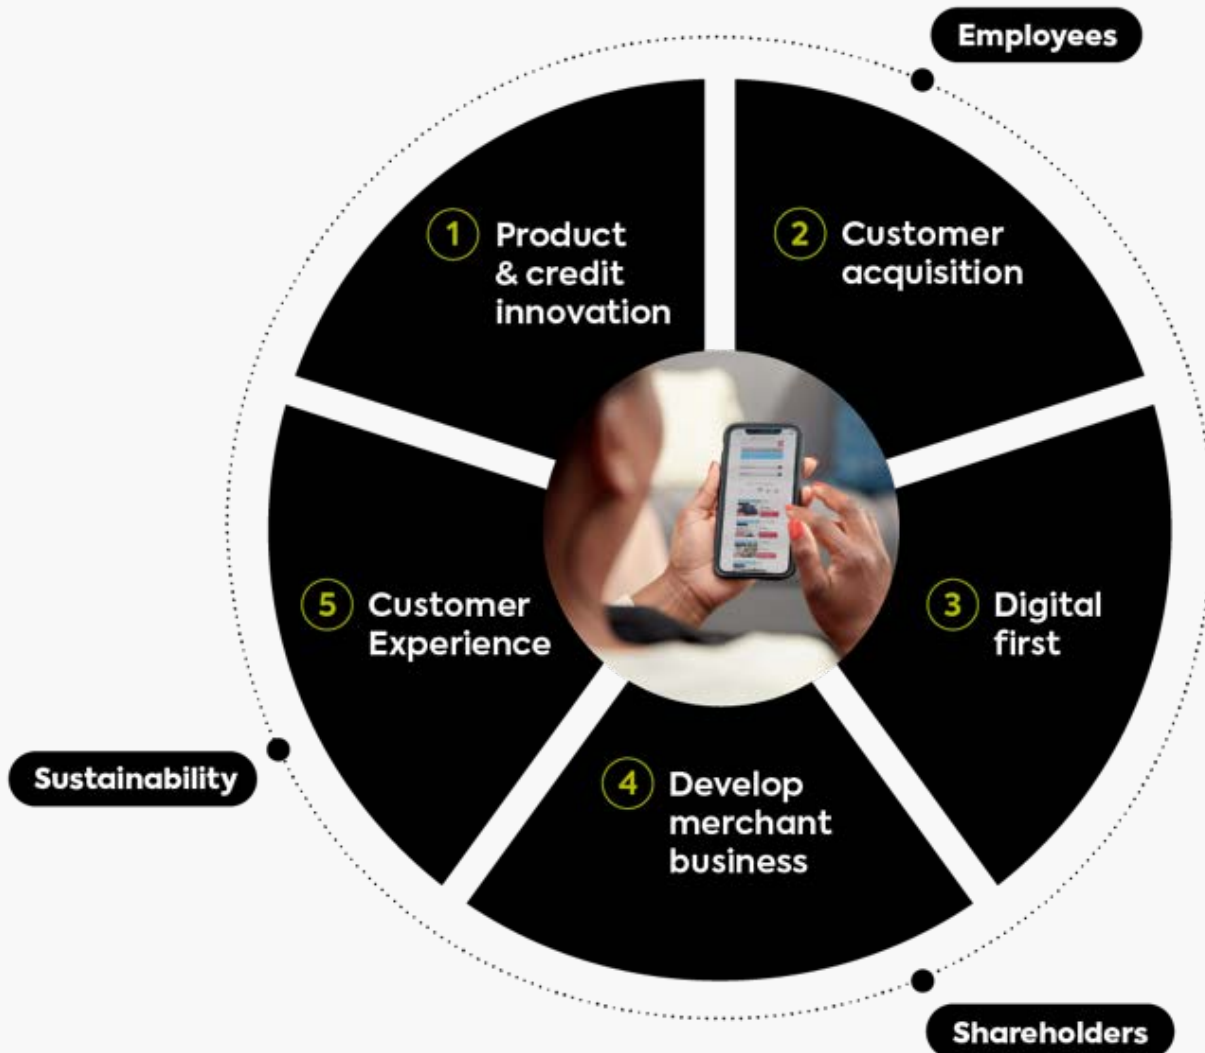 Employees
1 Product
& credit
innovation
2 Customer
acquisition
5 Customer
Experience
3 Digital
first
Sustainability
4 Develop
merchant
business
Shareholders